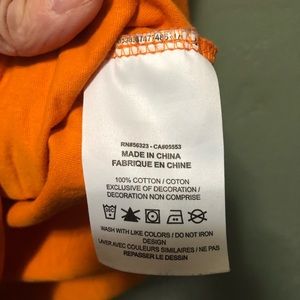 RN#56323 - CA#05553
MADE IN CHINA
FABRIQUE EN CHINE
100% COTTON / COTON
EXCLUSIVE OF DECORATION /
DECORATION NON COMPRISE
WASH WITH LIKE COLORS / DO NOT IRON
DESIGN
LAVER AVEC COULEURS SIMILAIRES / NE PAS
REPASSER LE DESSIN